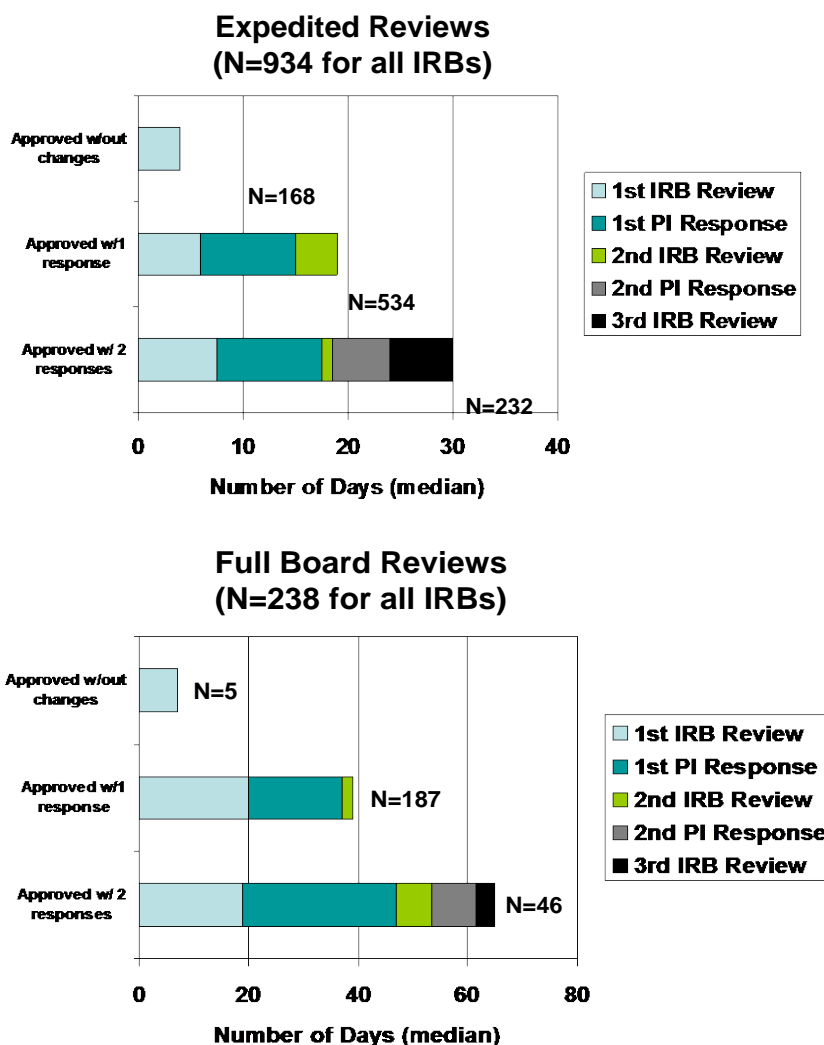 Expedited Reviews
(N=934 for all IRBs)
Approved w/out
changes
N=168
Approved w/1
response
N=534
Approved w/ 2
responses
N=232
0 10 20 30 40
Number of Days (median)
1st IRB Review
1st PI Response
2nd IRB Review
2nd PI Response
3rd IRB Review
Full Board Reviews
(N=238 for all IRBs)
Approved w/out
changes
N=5
Approved w/1
response
N=187
Approved w/ 2
responses
N=46
0 20 40 60 80
Number of Days (median)
1st IRB Review
1st PI Response
2nd IRB Review
2nd PI Response
3rd IRB Review